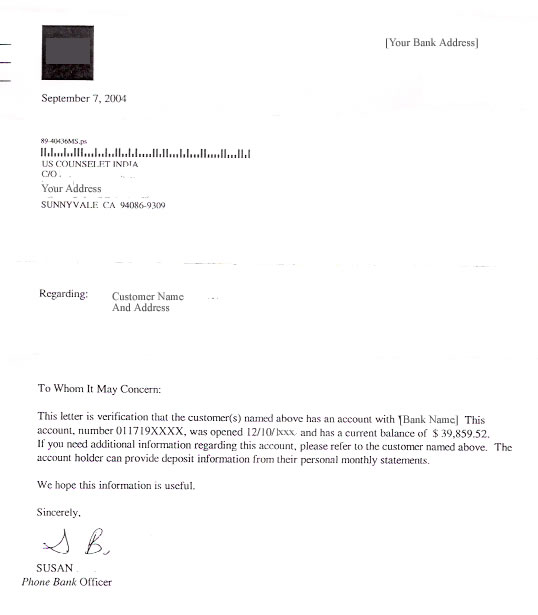 [Your Bank Address]
September 7, 2004
89-40436MS.ps
US COUNSELET INDIA
C/O
Your Address
SUNNYVALE CA 94086-9309
Regarding: Customer Name
And Address
To Whom It May Concern:
This letter is verification that the customer(s) named above has an account with [Bank Name] This
account, number 011719XXXX, was opened 12/10/1xxx and has a current balance of $ 39,859.52.
If you need additional information regarding this account, please refer to the customer named above. The
account holder can provide deposit information from their personal monthly statements.
We hope this information is useful.
Sincerely,
S B.
SUSAN
Phone Bank Officer